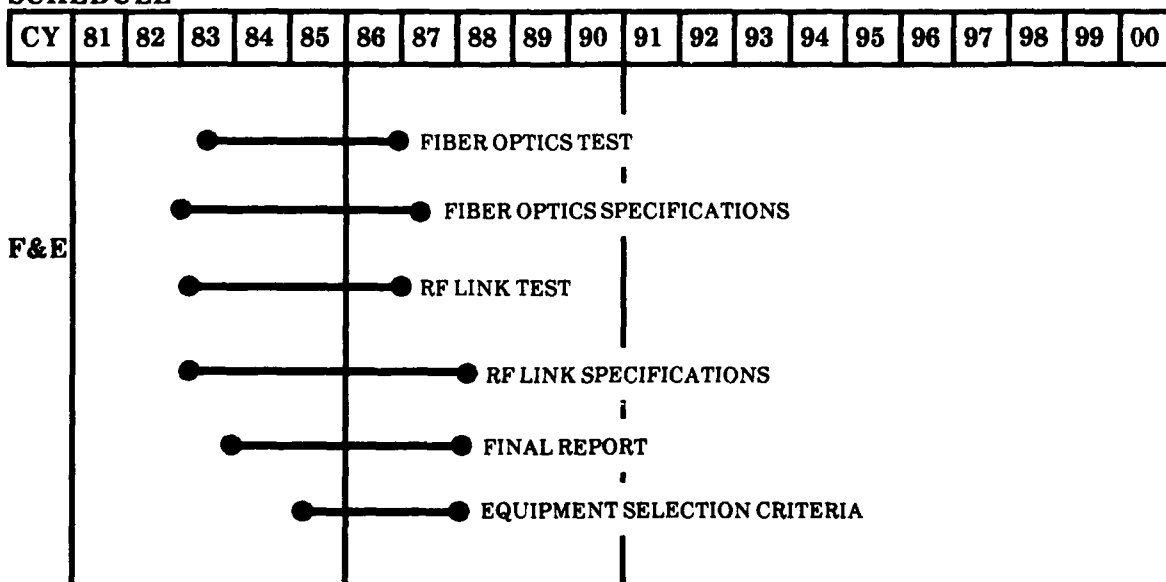 SCHEDULE
CY 81 82 83 84 85 86 87 88 89 90 91 92 93 94 95 96 97 98 99 00
FIBER OPTICS TEST
FIBER OPTICS SPECIFICATIONS
F&E
RF LINK TEST
RF LINK SPECIFICATIONS
FINAL REPORT
EQUIPMENT SELECTION CRITERIA